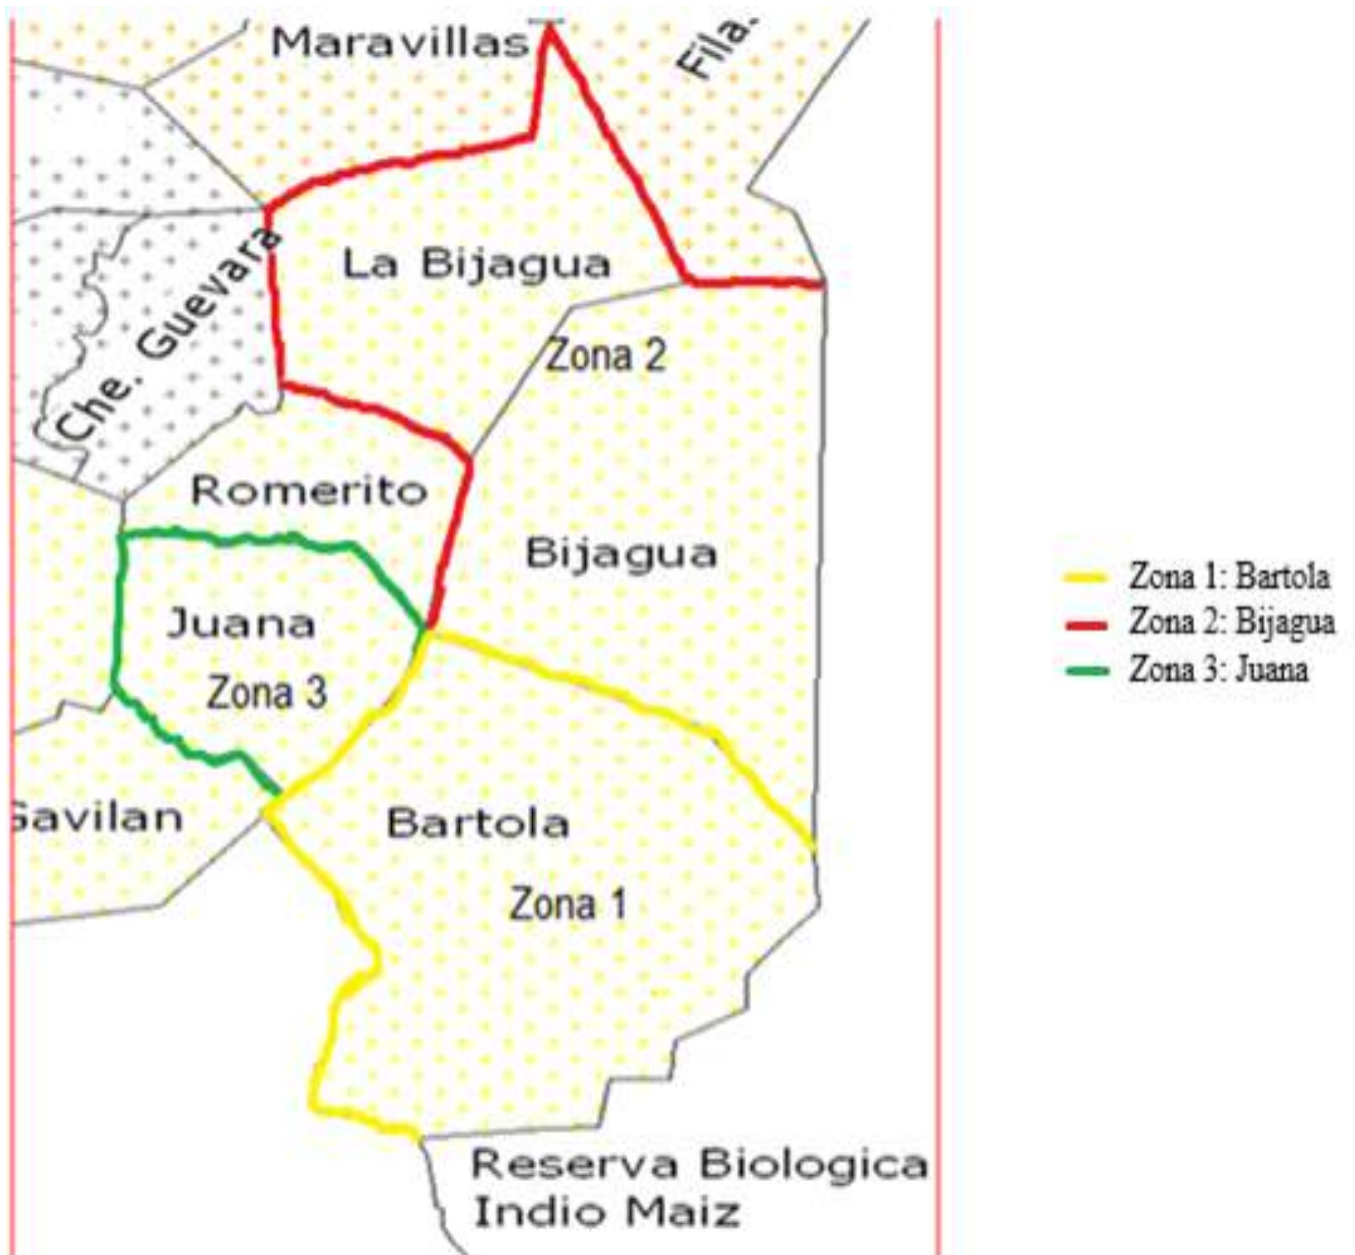 Maravillas
Fila.
Che. Guevara
La Bijagua
Zona 2
Romerito
Bijagua
Juana
Zona 3
Gavilan
Bartola
Zona 1
Reserva Biologica
Indio Maiz
Zona 1: Bartola
Zona 2: Bijagua
Zona 3: Juana